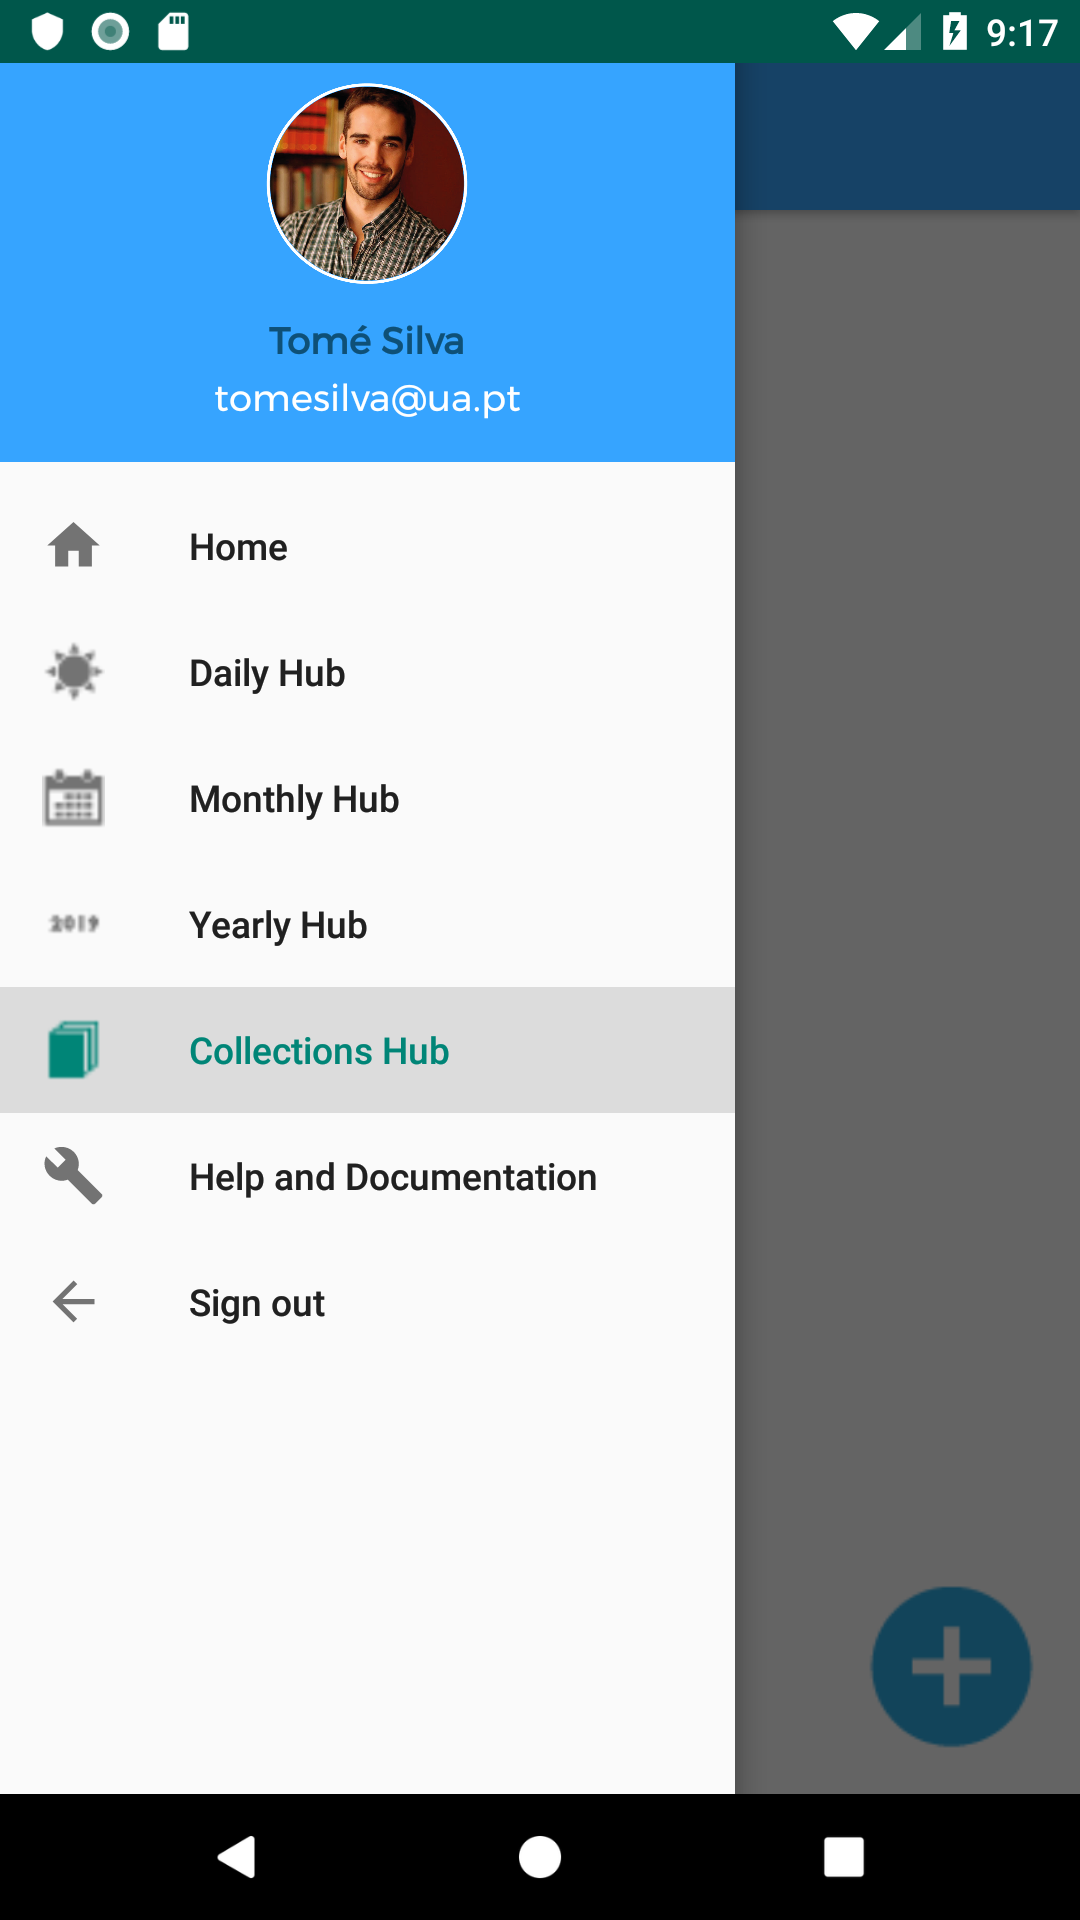 9:17
Tomé Silva
tomesilva@ua.pt
Home
Daily Hub
Monthly Hub
2019
Yearly Hub
Collections Hub
Help and Documentation
Sign out